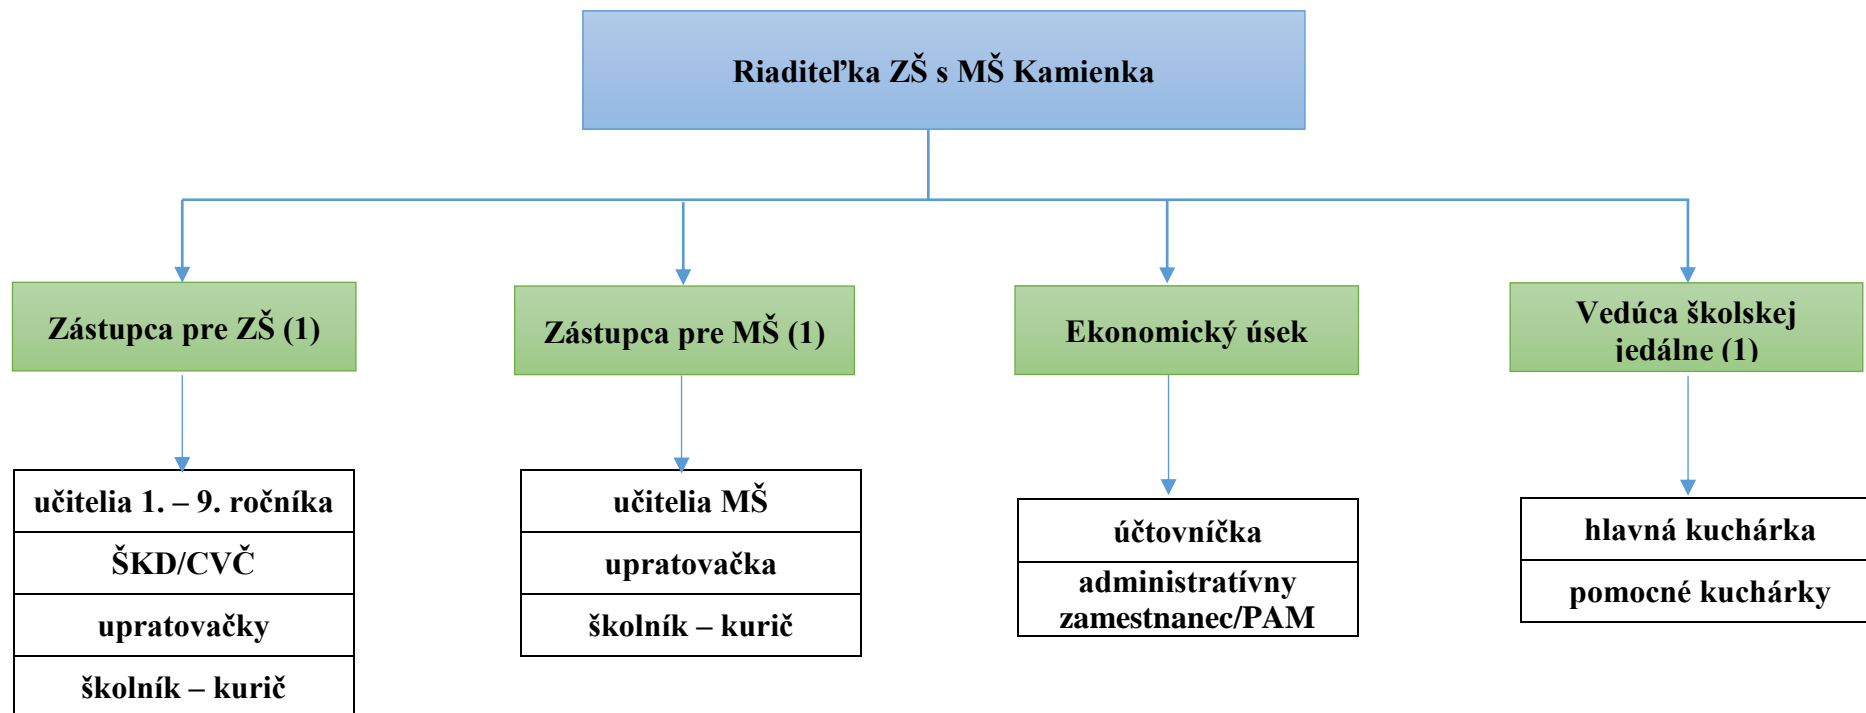 Riaditeľka ZŠ s MŠ Kamienka
Zástupca pre ZŠ (1)
Zástupca pre MŠ (1)
Ekonomický úsek
Vedúca školskej
jedálne (1)
učitelia 1. – 9. ročníka
ŠKD/CVČ
upratovačky
školník – kurič
učitelia MŠ
upratovačka
školník – kurič
účtovníčka
administratívny
zamestnanec/PAM
hlavná kuchárka
pomocné kuchárky